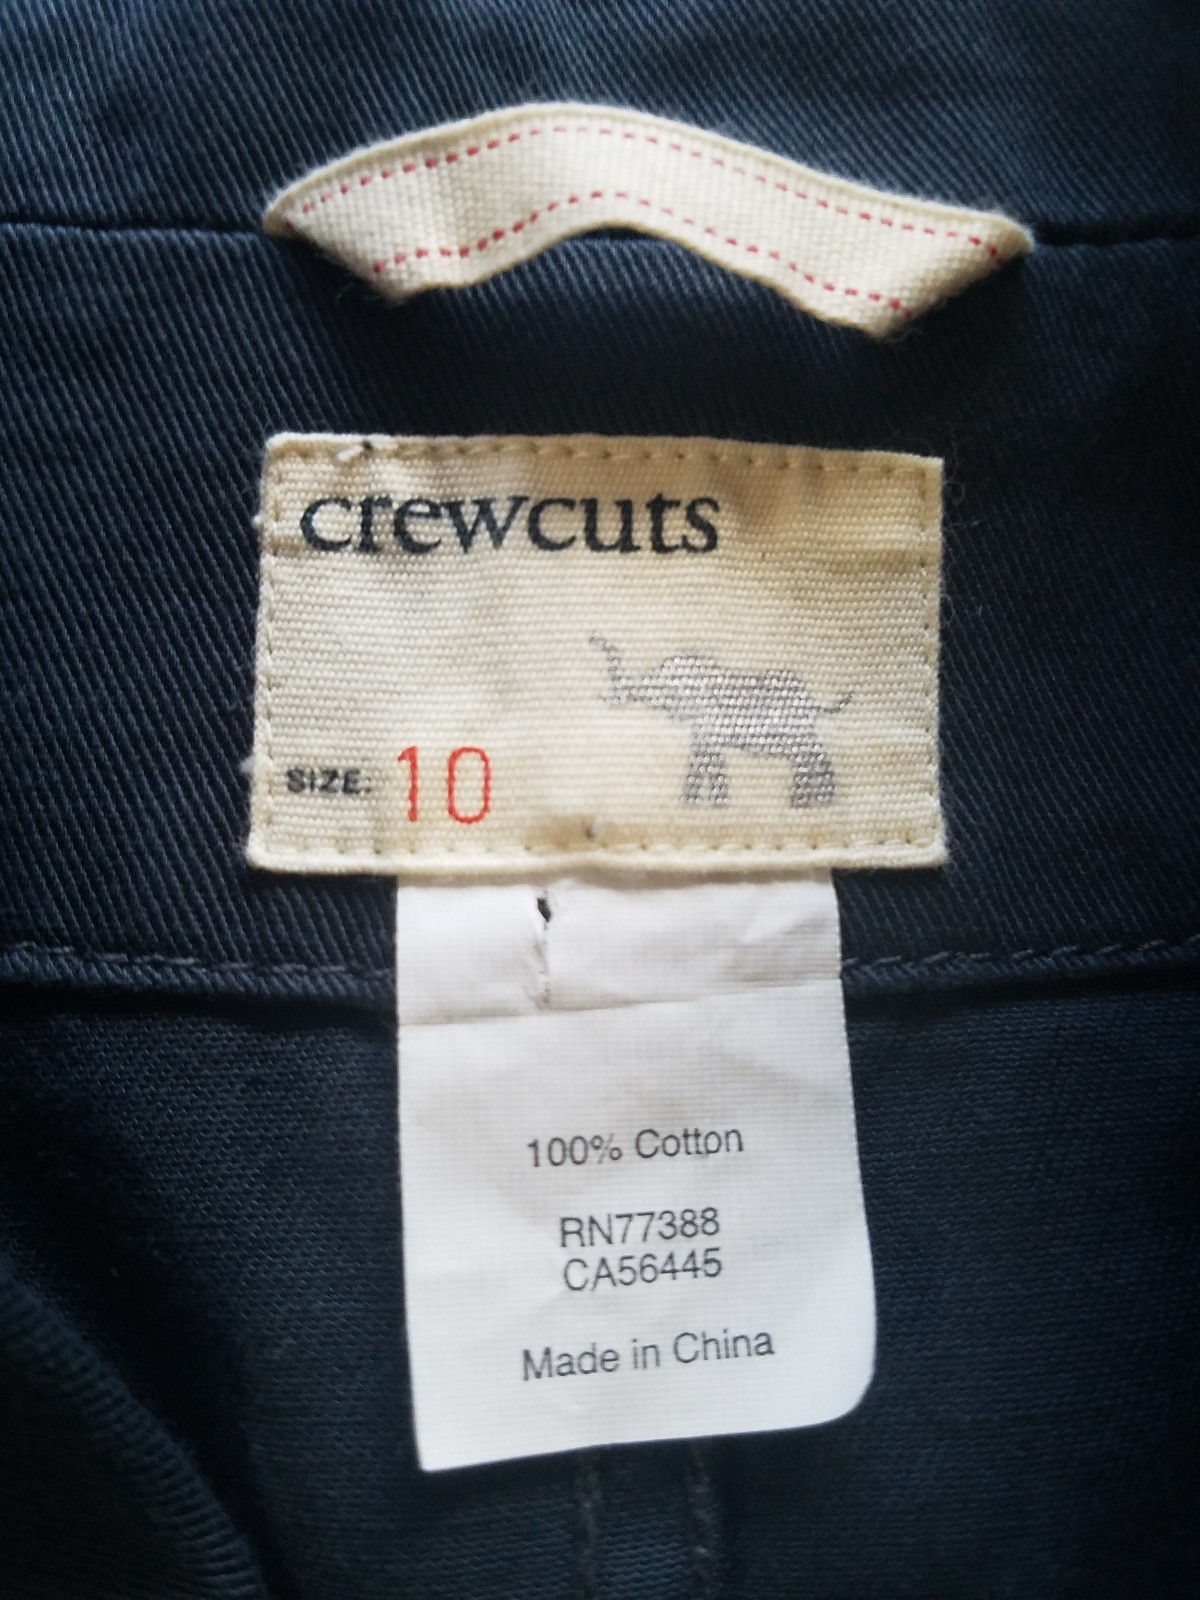 crewcuts
SIZE: 10
100% Cotton
RN77388
CA56445
Made in China